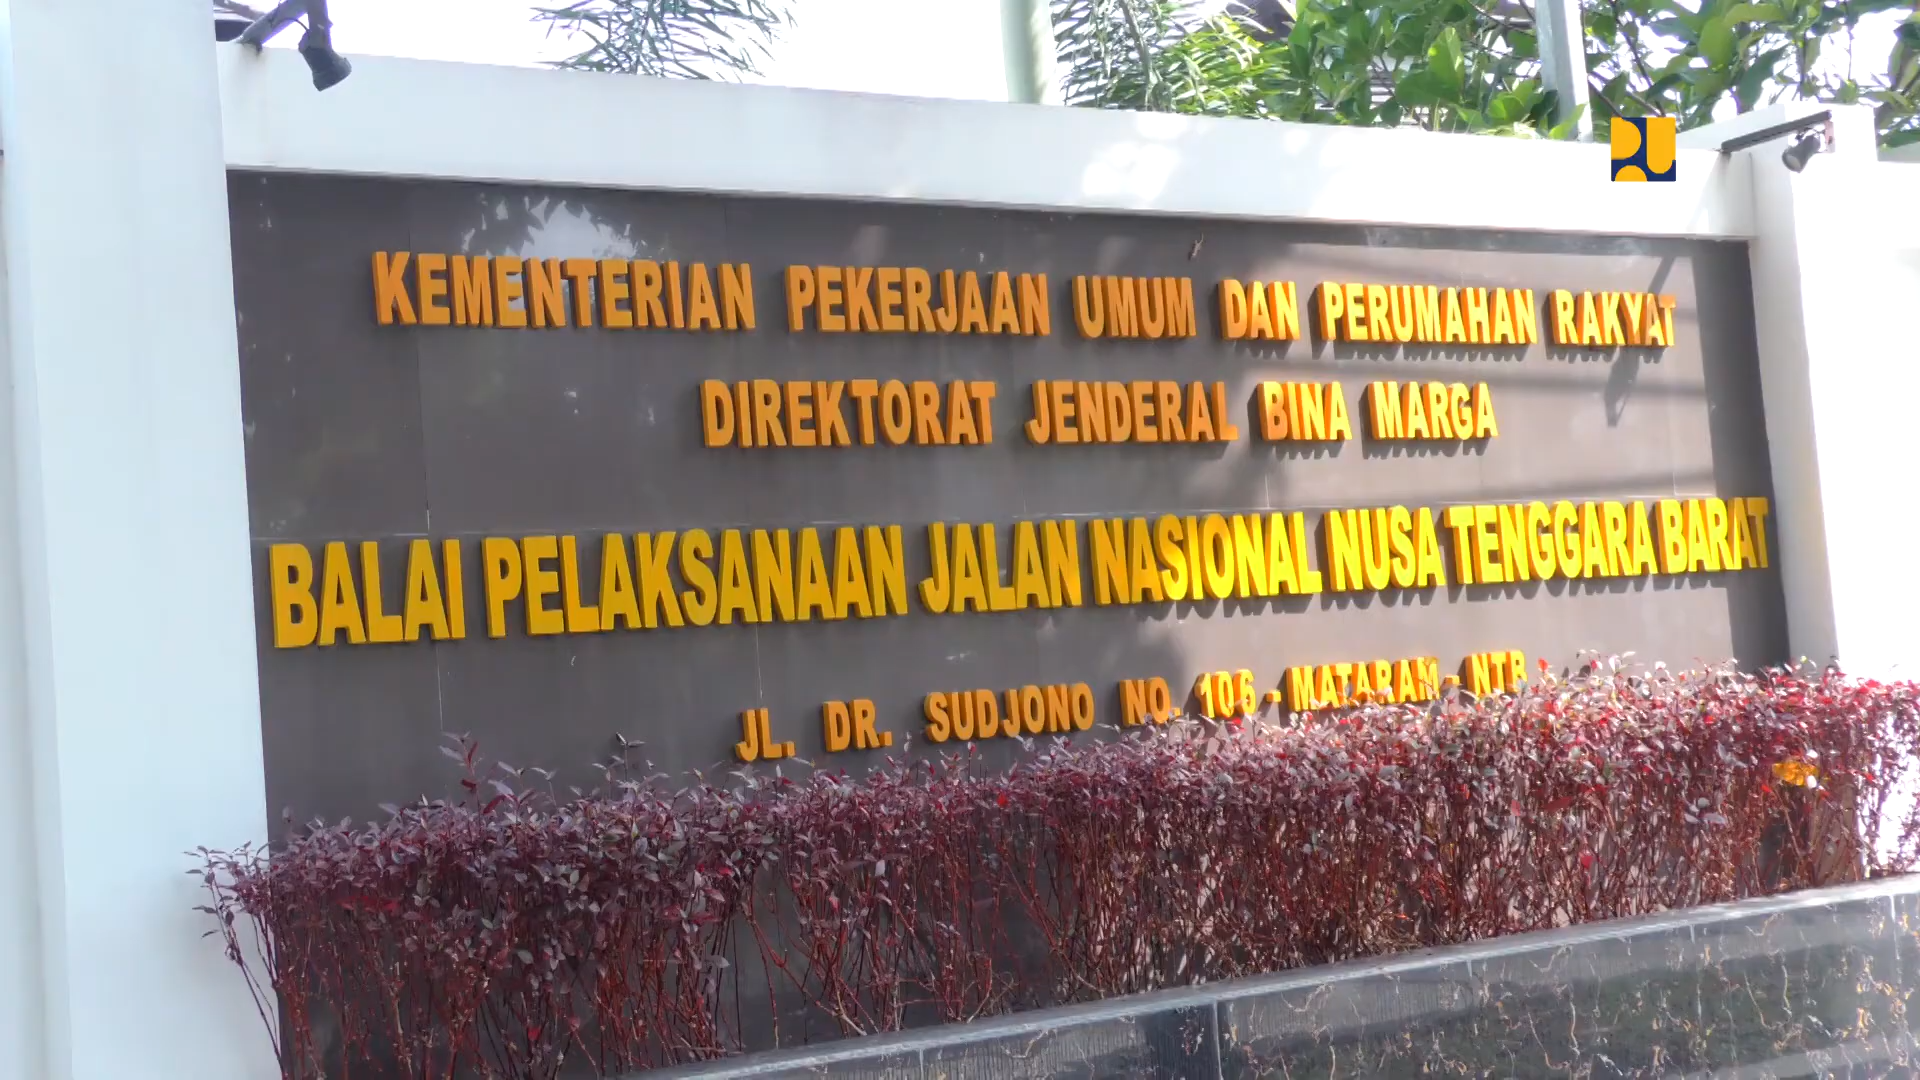 KEMENTERIAN PEKERJAAN UMUM DAN PERUMAHAN RAKYAT
DIREKTORAT JENDERAL BINA MARGA
BALAI PELAKSANAAN JALAN NASIONAL NUSA TENGGARA BARAT
JL. DR. SUDJONO NO. 106 - MATARAM - NTB